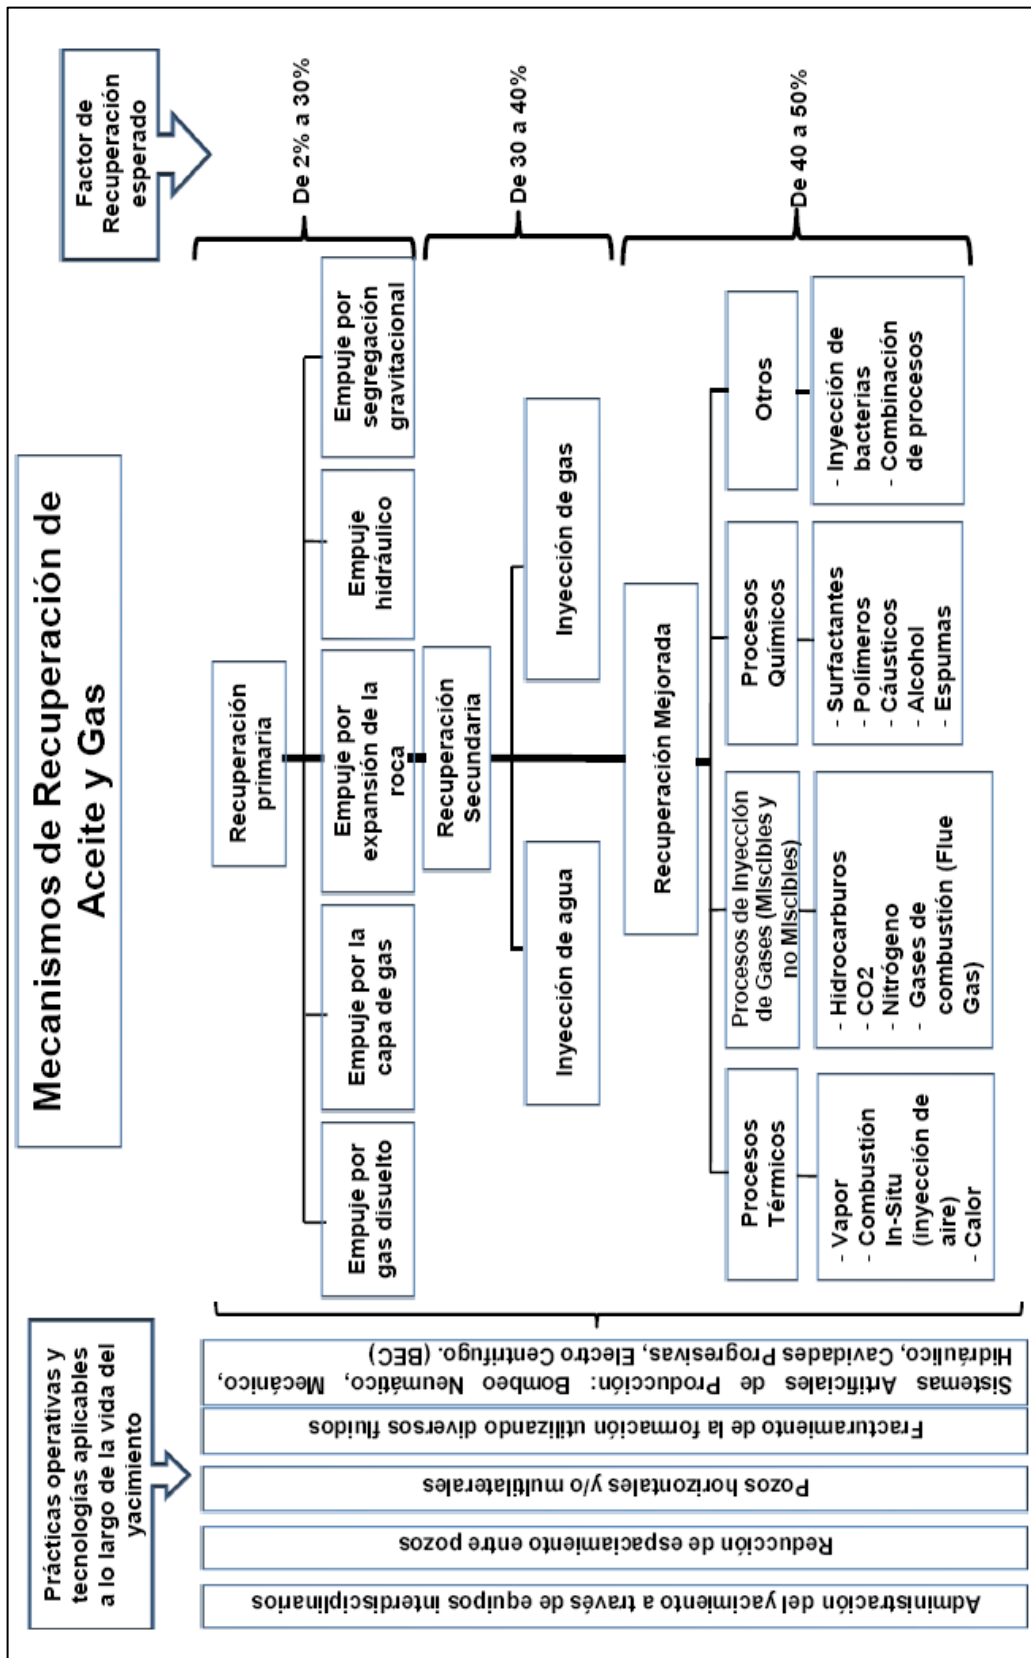 Mecanismos de Recuperación de
Aceite y Gas
Prácticas operativas y
tecnologías aplicables
a lo largo de la vida del
yacimiento
Factor de
Recuperación
esperado
Administración del yacimiento a través de equipos interdisciplinarios
Reducción de espaciamiento entre pozos
Pozos horizontales y/o multilaterales
Fracturamiento de la formación utilizando diversos fluidos
Sistemas Artificiales de Producción: Bombeo Neumático, Mecánico,
Hidráulico, Cavidades Progresivas, Electro Centrifugo. (BEC)
Recuperación
primaria
Empuje por
gas disuelto
Empuje por la
capa de gas
Empuje por
expansión de la
roca
Empuje
hidráulico
Empuje por
segregación
gravitacional
De 2% a 30%
Recuperación
Secundaria
Inyección de agua
Inyección de gas
De 30 a 40%
Recuperación Mejorada
Procesos
Térmicos
Procesos de Inyección
de Gases (Miscibles y
no Miscibles)
Procesos
Químicos
Otros
- Vapor
- Combustión
In-Situ
(inyección de
aire)
- Calor
- Hidrocarburos
- CO2
- Nitrógeno
- Gases de
combustión (Flue
Gas)
- Surfactantes
- Polímeros
- Cáusticos
- Alcohol
- Espumas
- Inyección de
bacterias
- Combinación
de procesos
De 40 a 50%